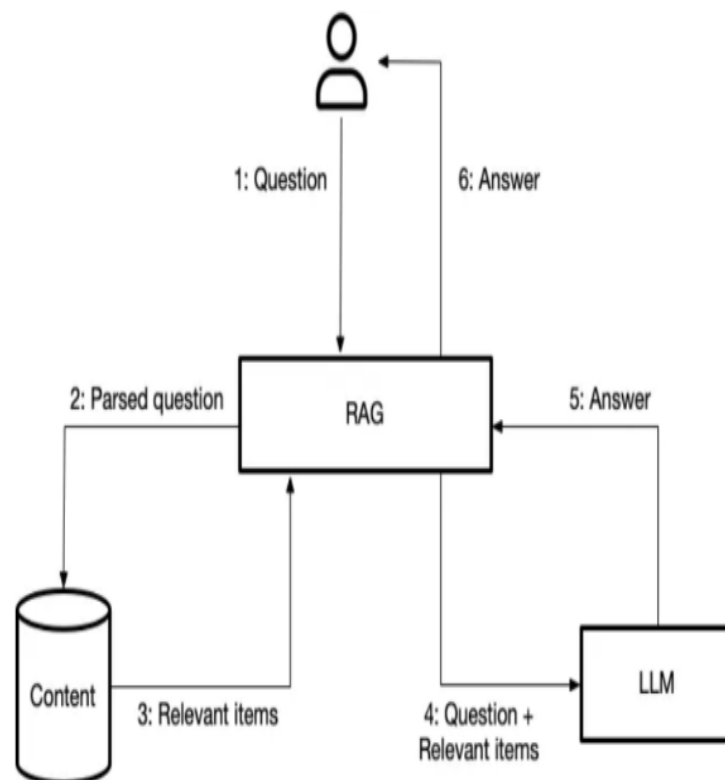 1: Question
6: Answer
2: Parsed question
RAG
5: Answer
Content
3: Relevant items
4: Question +
Relevant items
LLM